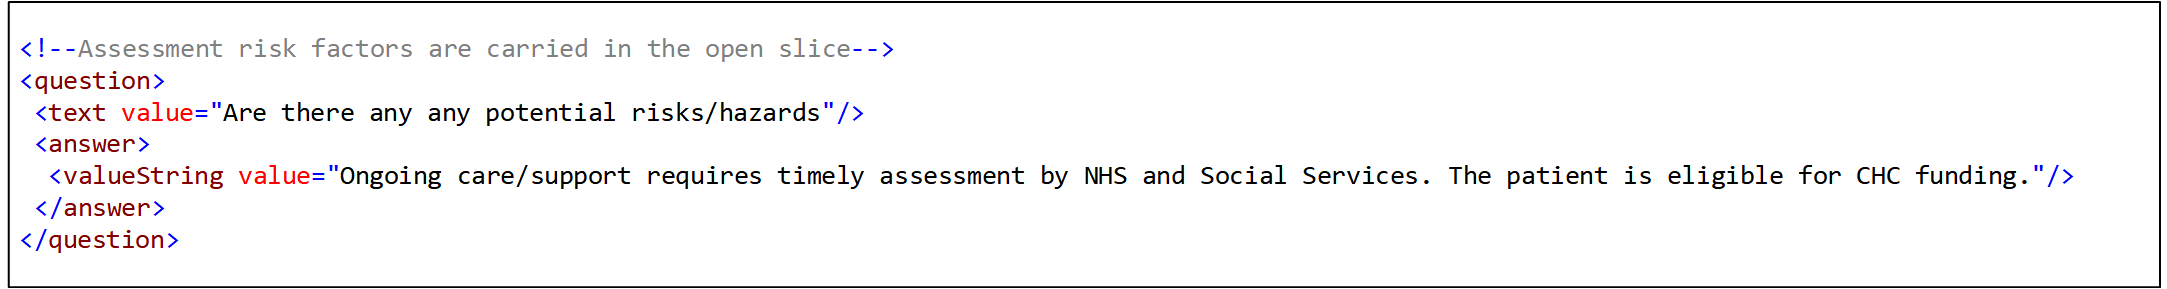 <!--Assessment risk factors are carried in the open slice-->
<question>
 <text value="Are there any any potential risks/hazards"/>
 <answer>
  <valueString value="Ongoing care/support requires timely assessment by NHS and Social Services. The patient is eligible for CHC funding."/>
 </answer>
</question>